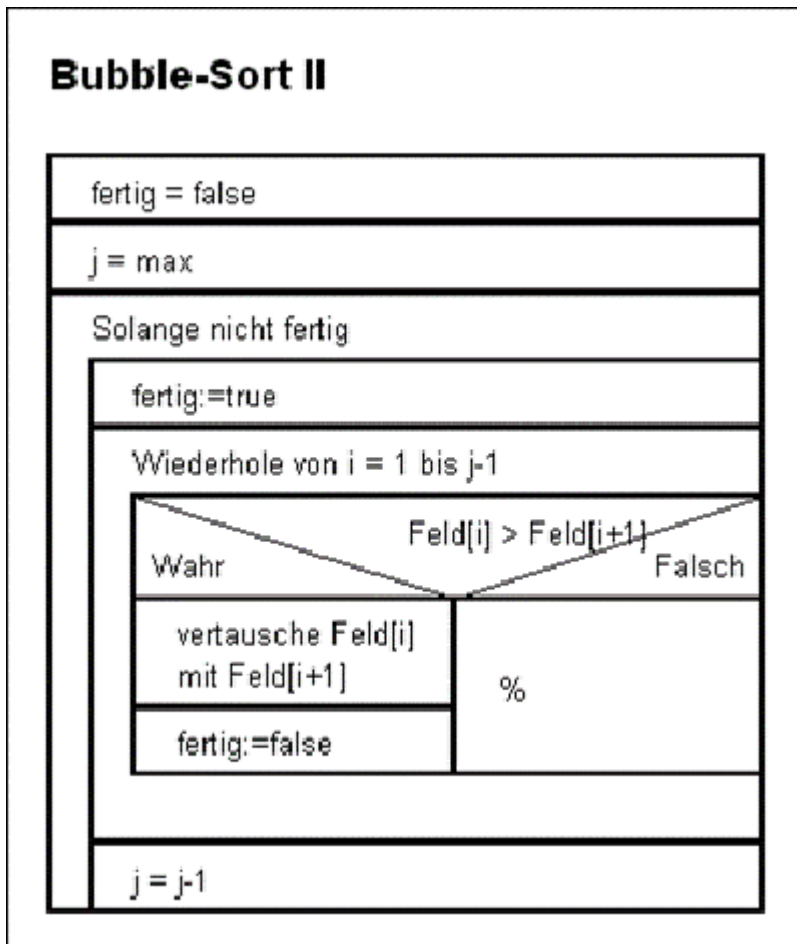 Bubble-Sort II
fertig = false
j = max
Solange nicht fertig
fertig:=true
Wiederhole von i = 1 bis j-1
Feld[i] > Feld[i+1]
Wahr
Falsch
vertausche Feld[i]
mit Feld[i+1]
%
fertig:=false
j = j-1